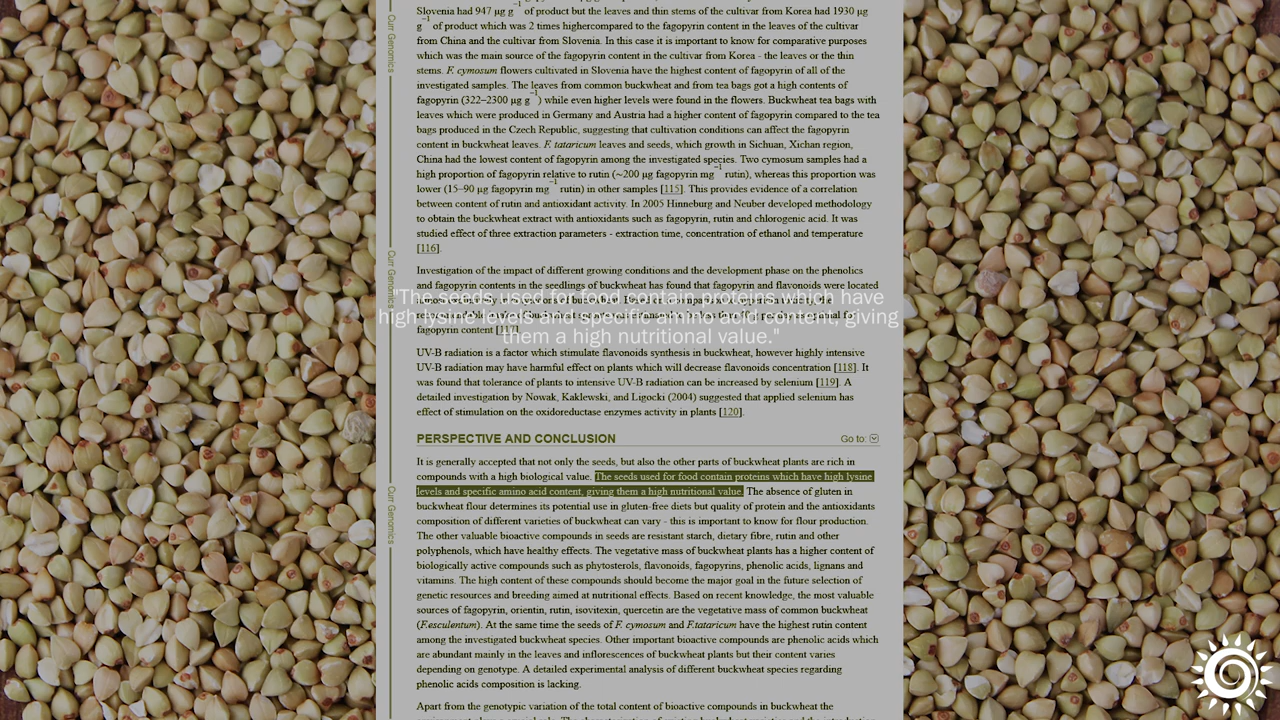 Slovenia had 947 µg g⁻¹ of product but the leaves and thin stems of the cultivar from Korea had 1930 µg
g⁻¹ of product which was 2 times highercompared to the fagopyrin content in the leaves of the cultivar
from China and the cultivar from Slovenia. In this case it is important to know for comparative purposes
which was the main source of the fagopyrin content in the cultivar from Korea - the leaves or the thin
stems. F. cymosum flowers cultivated in Slovenia have the highest content of fagopyrin of all of the
investigated samples. The leaves from common buckwheat and from tea bags got a high contents of
fagopyrin (322–2300 µg g⁻¹) while even higher levels were found in the flowers. Buckwheat tea bags with
leaves which were produced in Germany and Austria had a higher content of fagopyrin compared to the tea
bags produced in the Czech Republic, suggesting that cultivation conditions can affect the fagopyrin
content in buckwheat leaves. F. tataricum leaves and seeds, which growth in Sichuan, Xichan region,
China had the lowest content of fagopyrin among the investigated species. Two cymosum samples had a
high proportion of fagopyrin relative to rutin (~200 µg fagopyrin mg⁻¹ rutin), whereas this proportion was
lower (15–90 µg fagopyrin mg⁻¹ rutin) in other samples [115]. This provides evidence of a correlation
between content of rutin and antioxidant activity. In 2005 Hinneburg and Neuber developed methodology
to obtain the buckwheat extract with antioxidants such as fagopyrin, rutin and chlorogenic acid. It was
studied effect of three extraction parameters - extraction time, concentration of ethanol and temperature
[116].
Investigation of the impact of different growing conditions and the development phase on the phenolics
and fagopyrin contents in the seedlings of buckwheat has found that fagopyrin and flavonoids were located
"The seeds used for food contain proteins which have
high lysine levels and specific amino acid content, giving
them a high nutritional value."
fagopyrin content [117].
UV-B radiation is a factor which stimulate flavonoids synthesis in buckwheat, however highly intensive
UV-B radiation may have harmful effect on plants which will decrease flavonoids concentration [118]. It
was found that tolerance of plants to intensive UV-B radiation can be increased by selenium [119]. A
detailed investigation by Nowak, Kaklewski, and Ligocki (2004) suggested that applied selenium has
effect of stimulation on the oxidoreductase enzymes activity in plants [120].
PERSPECTIVE AND CONCLUSION Go to:
It is generally accepted that not only the seeds, but also the other parts of buckwheat plants are rich in
compounds with a high biological value. The seeds used for food contain proteins which have high lysine
levels and specific amino acid content, giving them a high nutritional value. The absence of gluten in
buckwheat flour determines its potential use in gluten-free diets but quality of protein and the antioxidants
composition of different varieties of buckwheat can vary - this is important to know for flour production.
The other valuable bioactive compounds in seeds are resistant starch, dietary fibre, rutin and other
polyphenols, which have healthy effects. The vegetative mass of buckwheat plants has a higher content of
biologically active compounds such as phytosterols, flavonoids, fagopyrins, phenolic acids, lignans and
vitamins. The high content of these compounds should become the major goal in the future selection of
genetic resources and breeding aimed at nutritional effects. Based on recent knowledge, the most valuable
sources of fagopyrin, orientin, rutin, isovitexin, quercetin are the vegetative mass of common buckwheat
(F.esculentum). At the same time the seeds of F. cymosum and F.tataricum have the highest rutin content
among the investigated buckwheat species. Other important bioactive compounds are phenolic acids which
are abundant mainly in the leaves and inflorescences of buckwheat plants but their content varies
depending on genotype. A detailed experimental analysis of different buckwheat species regarding
phenolic acids composition is lacking.
Apart from the genotypic variation of the total content of bioactive compounds in buckwheat the
Curr Genomics
Curr Genomics
Curr Genomics